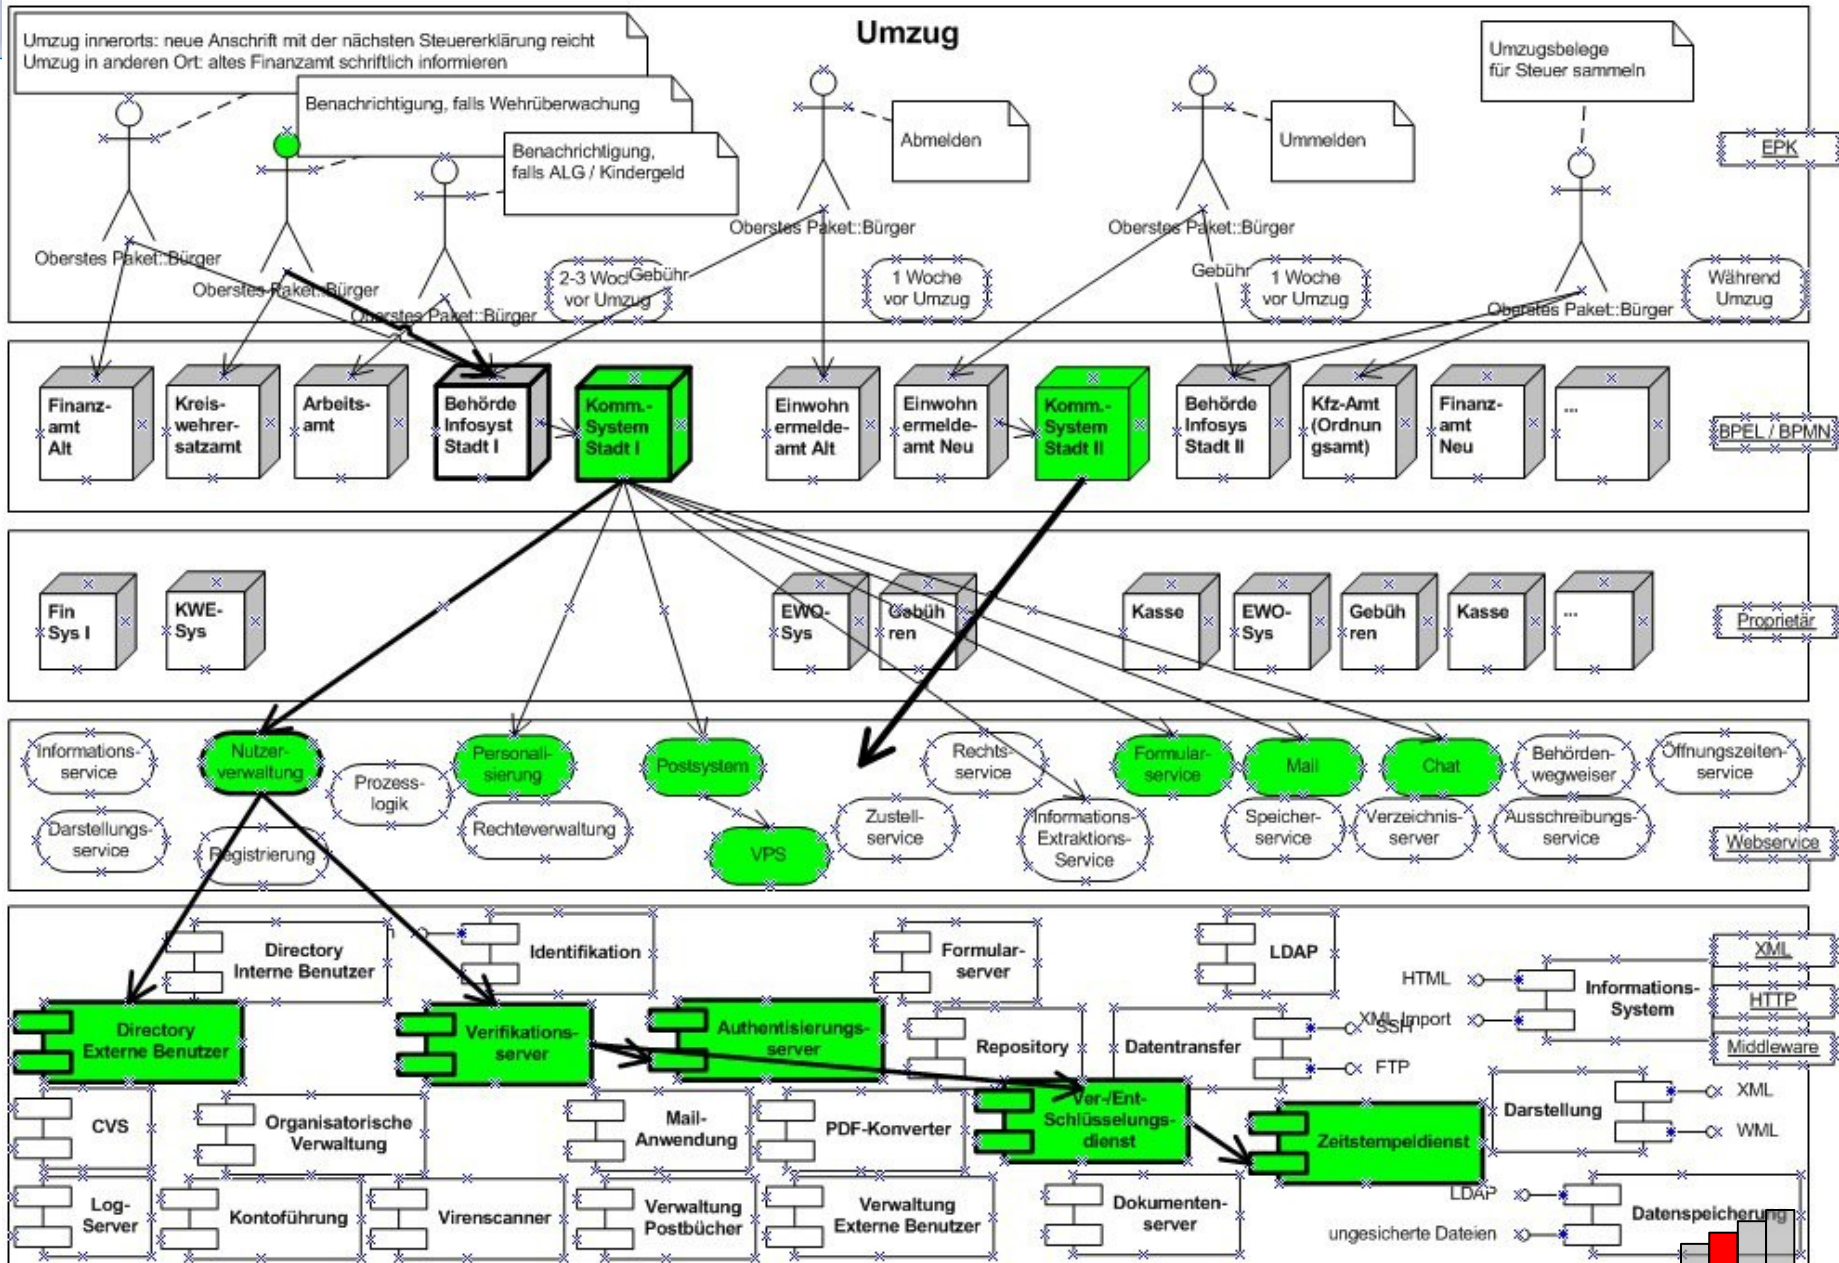 Umzug
Umzug innerorts: neue Anschrift mit der nächsten Steuererklärung reicht
Umzug in anderen Ort: altes Finanzamt schriftlich informieren
Benachrichtigung, falls Wehrüberwachung
Benachrichtigung,
falls ALG / Kindergeld
Abmelden
Ummelden
Umzugsbelege
für Steuer sammeln
EPK
Oberstes Paket::Bürger
Oberstes Paket::Bürger
Oberstes Paket::Bürger
Oberstes Paket::Bürger
Oberstes Paket::Bürger
Oberstes Paket::Bürger
2-3
vor Umzug
Gebühr
1 Woche
vor Umzug
Gebühr
1 Woche
vor Umzug
Während
Umzug
Finanz-
amt
Alt
Kreis-
wehrer-
satzamt
Arbeits-
amt
Behörde
Infosyst
Stadt I
Komm.-
System
Stadt I
Einwohn
ermelde-
amt Alt
Einwohn
ermelde-
amt Neu
Komm.-
System
Stadt II
Behörde
Infosys
Stadt II
Kfz-Amt
(Ordnun
gsamt)
Finanz-
amt
Neu
...
BPEL / BPMN
Fin
Sys I
KWE-
Sys
EWO-
Sys
Gebüh
ren
Kasse
EWO-
Sys
Gebüh
ren
Kasse
...
Proprietär
Informations-
service
Nutzer-
verwaltung
Prozess-
logik
Personali-
sierung
Postsystem
Rechts-
service
Formular-
service
Mail
Chat
Behörden-
wegweiser
Öffnungszeiten-
service
Darstellungs-
service
Registrierung
Rechteverwaltung
VPS
Zustell-
service
Informations-
Extraktions-
Service
Speicher-
service
Verzeichnis-
server
Ausschreibungs-
service
Webservice
Directory
Interne Benutzer
Identifikation
Formular-
server
LDAP
HTML
XML-Import
Informations-
System
XML
HTTP
Middleware
Directory
Externe Benutzer
Verifikations-
server
Authentisierungs-
server
Repository
Datentransfer
SSH
FTP
CVS
Organisatorische
Verwaltung
Mail-
Anwendung
PDF-Konverter
Ver-/Ent-
Schlüsselungs-
dienst
Zeitstempeldienst
Darstellung
XML
WML
Log-
Server
Kontoführung
Virenscanner
Verwaltung
Postbücher
Verwaltung
Externe Benutzer
Dokumenten-
server
LDAP
ungesicherte Dateien
Datenspeicherung